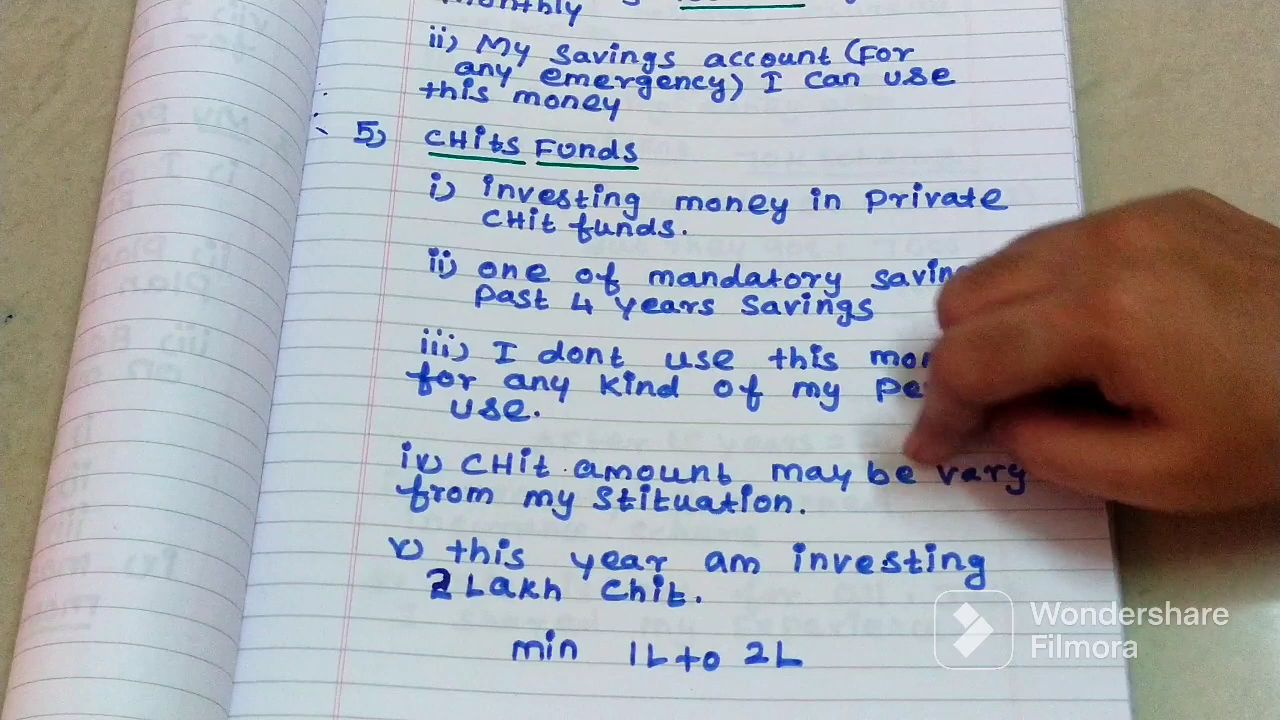 monthly
ii) My savings account (For
any emergency) I can use
this money
5) CHits Funds
i) investing money in private
CHit funds.
ii) one of mandatory
Past 4 years savings
iii) I dont use this
for any kind of my
use.
iv) CHit amount may be vary
from my Stituation.
v) this year am investing
2 Lakh Chit.
min 1L to 2L
Wondershare
Filmora